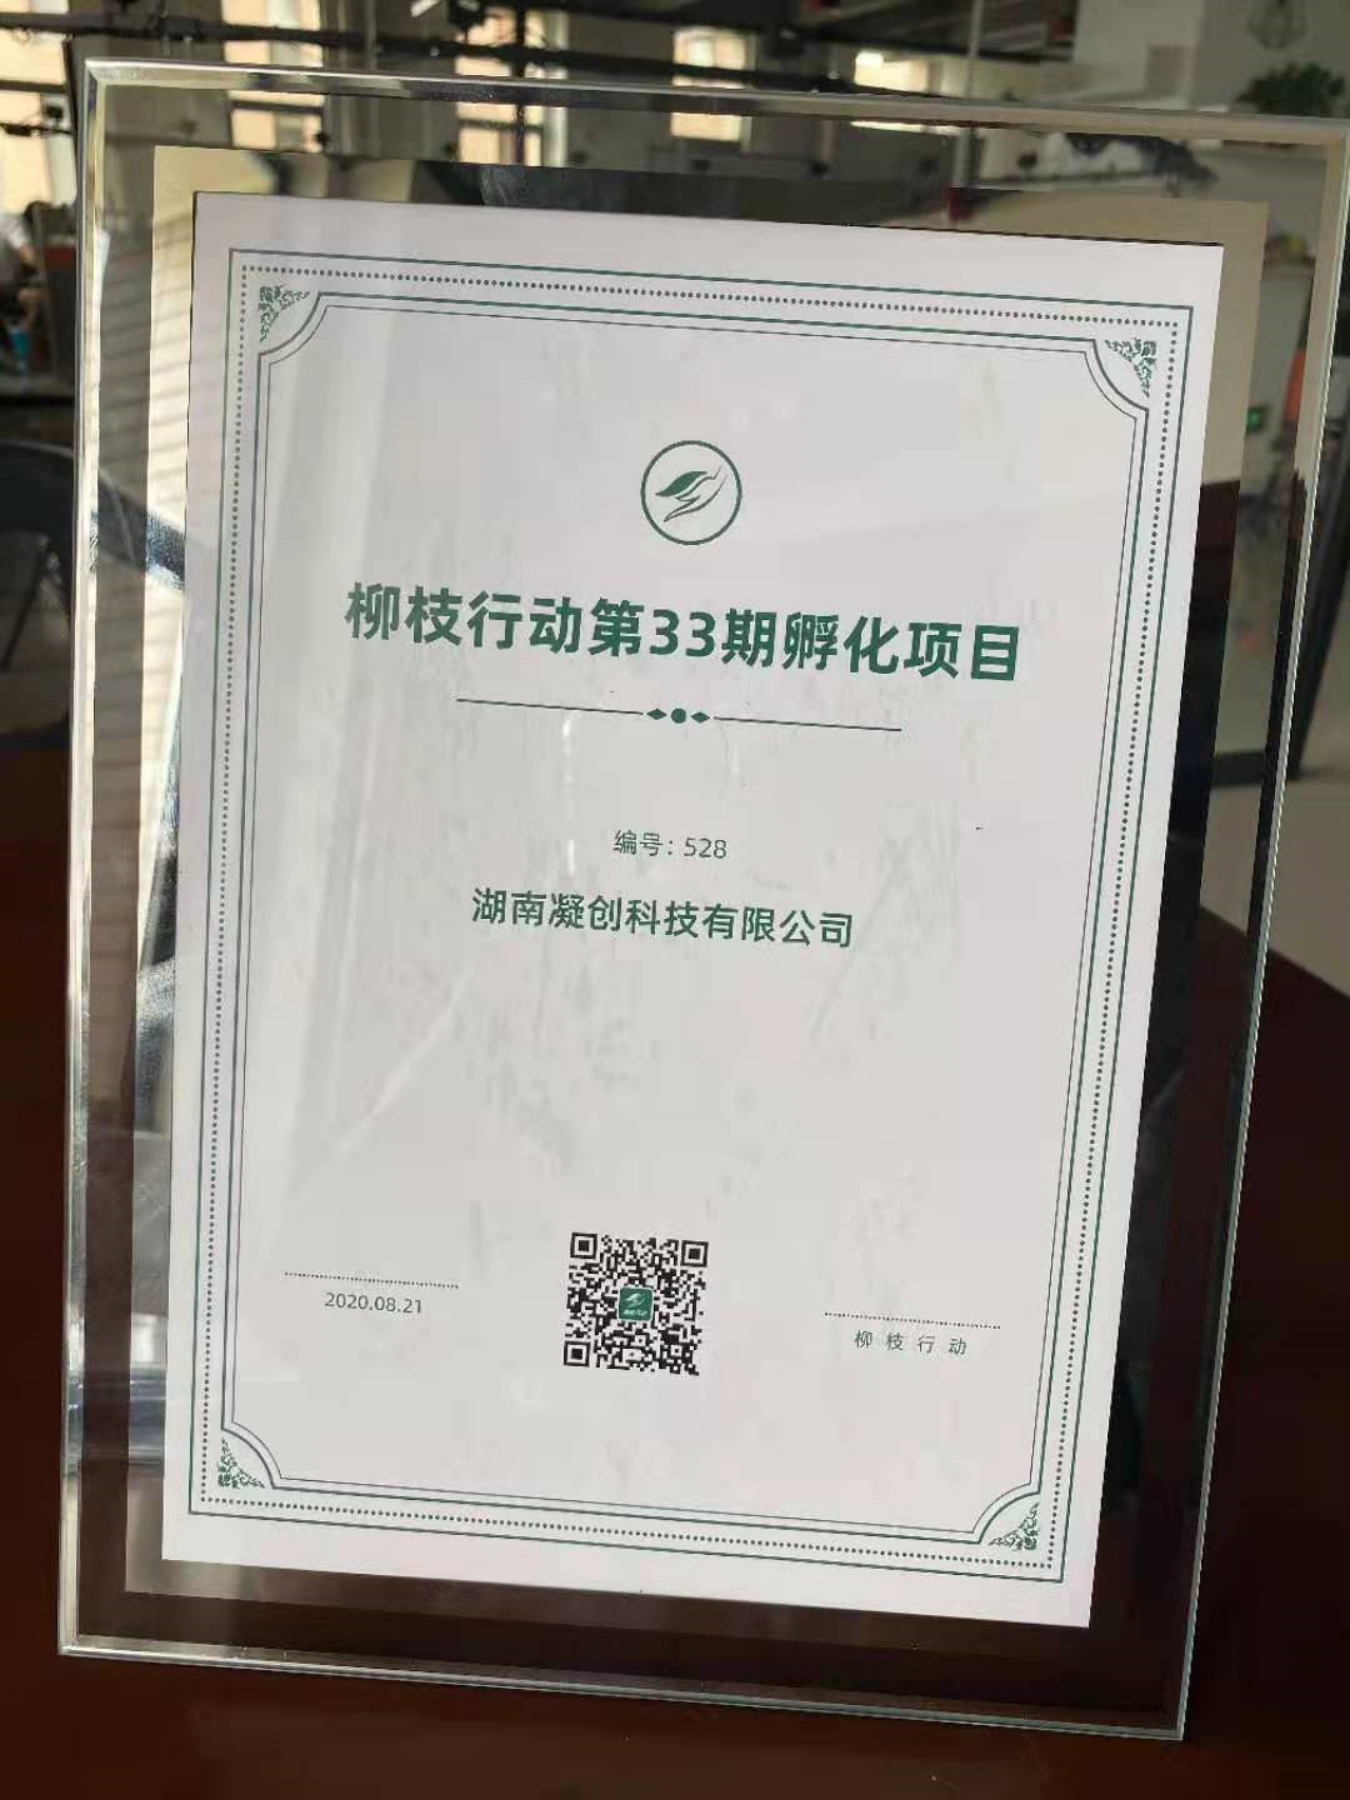 柳枝行动第33期孵化项目
编号：528
湖南凝创科技有限公司
2020.08.21
柳枝行动